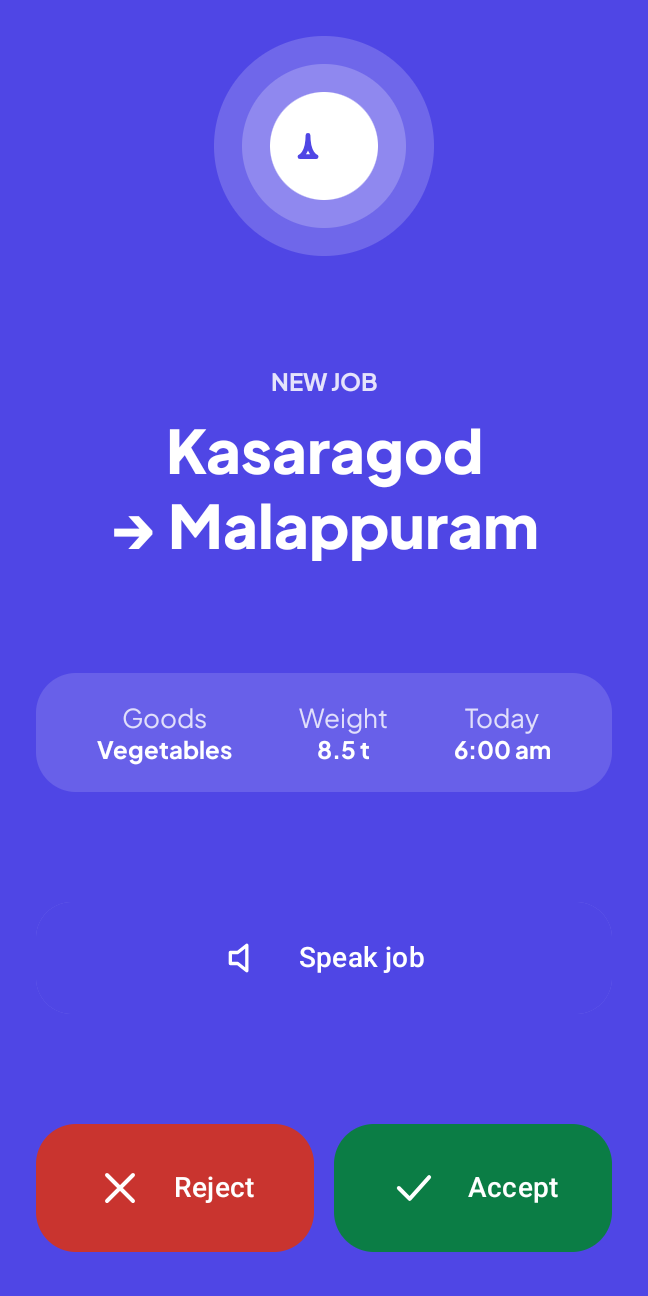 NEW JOB
Kasaragod
→ Malappuram
Goods Weight Today
Vegetables 8.5 t 6:00 am
Speak job
Reject Accept